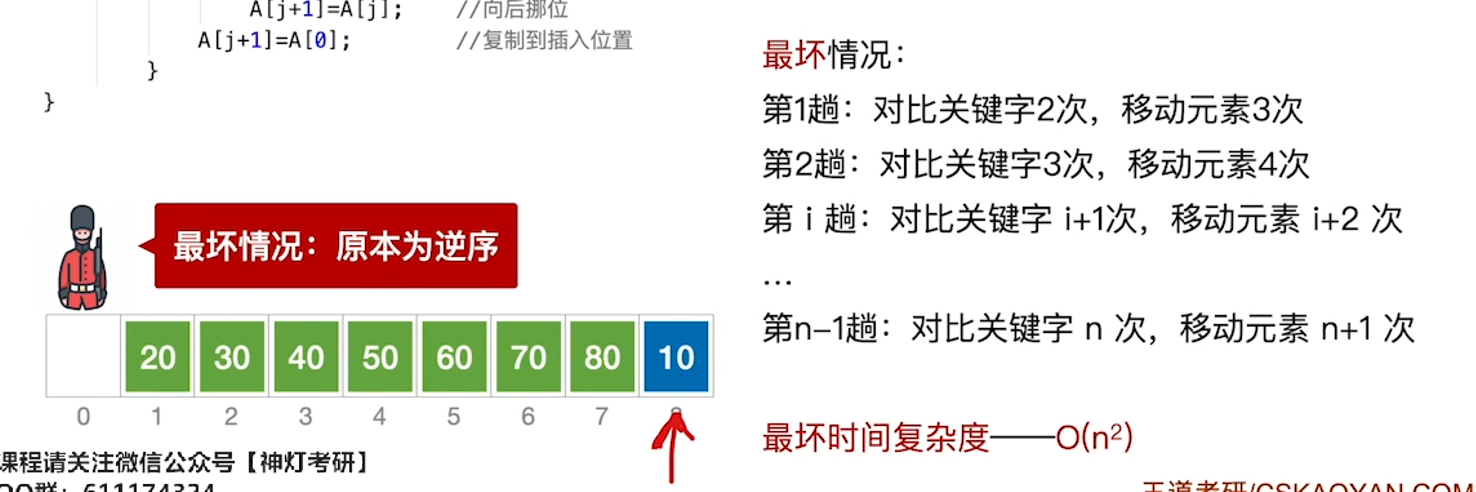 A[j+1]=A[j]; //向后挪位
A[j+1]=A[0]; //复制到插入位置
}
}
最坏情况：原本为逆序
20 30 40 50 60 70 80 10
0 1 2 3 4 5 6 7
课程请关注微信公众号【神灯考研】
QQ群：611174324
最坏情况：
第1趟：对比关键字2次，移动元素3次
第2趟：对比关键字3次，移动元素4次
第 i 趟：对比关键字 i+1次，移动元素 i+2 次
…
第n-1趟：对比关键字 n 次，移动元素 n+1 次
最坏时间复杂度——O(n²)
王道考研/CSKAOYAN.COM